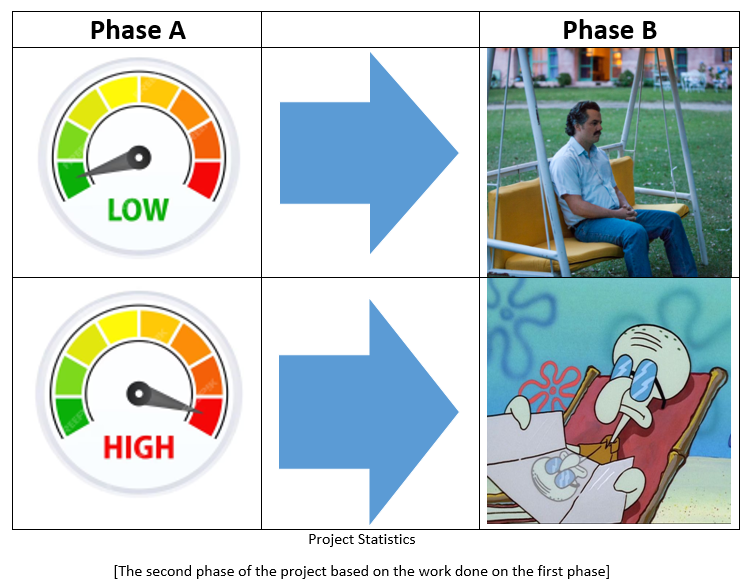 Phase A
Phase B
LOW
HIGH
Project Statistics
[The second phase of the project based on the work done on the first phase]